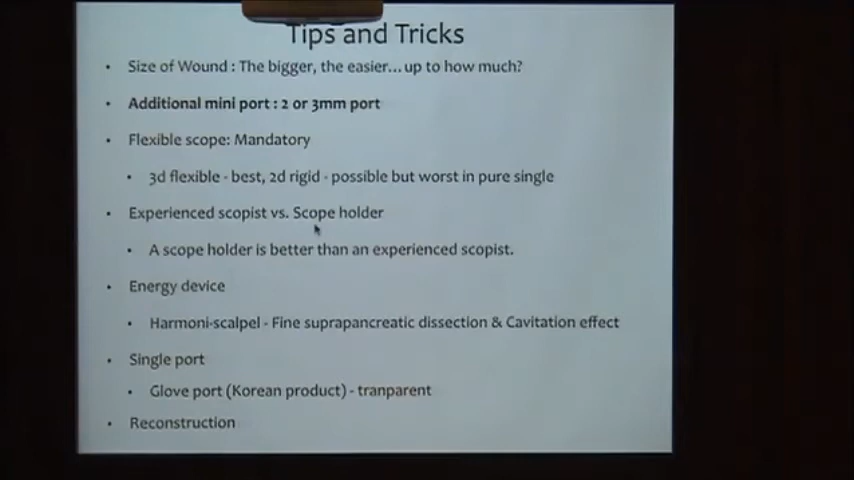 Tips and Tricks
• Size of Wound : The bigger, the easier... up to how much?
• Additional mini port : 2 or 3mm port
• Flexible scope: Mandatory
• 3d flexible - best, 2d rigid - possible but worst in pure single
• Experienced scopist vs. Scope holder
• A scope holder is better than an experienced scopist.
• Energy device
• Harmoni-scalpel - Fine suprapancreatic dissection & Cavitation effect
• Single port
• Glove port (Korean product) - tranparent
• Reconstruction